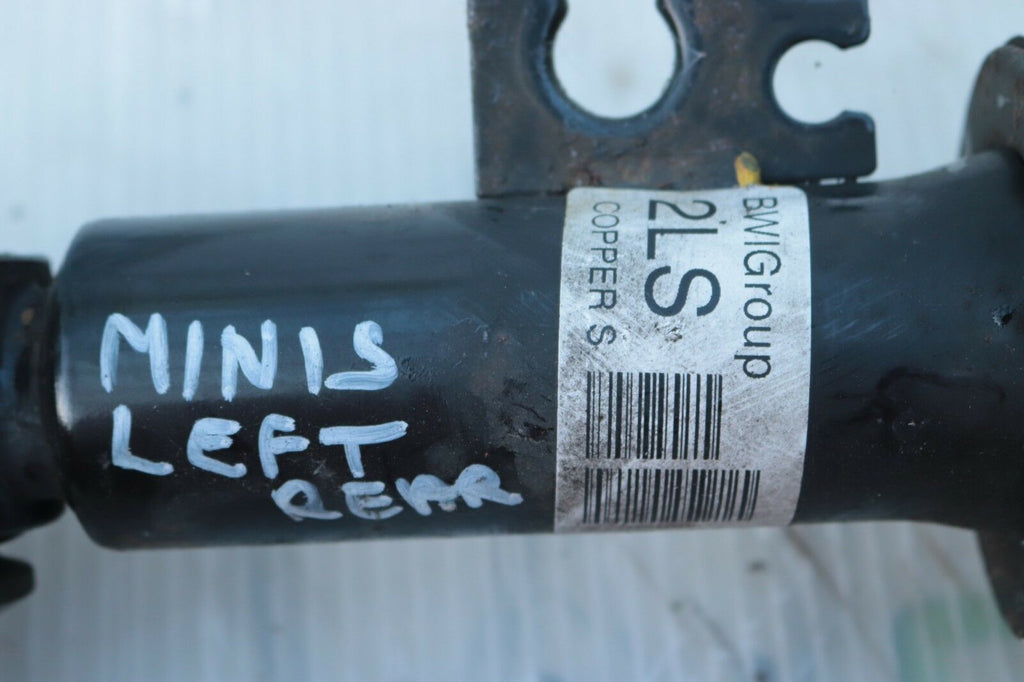 MINIS
LEFT
REAR
BWIGroup
2LS
COPPER S